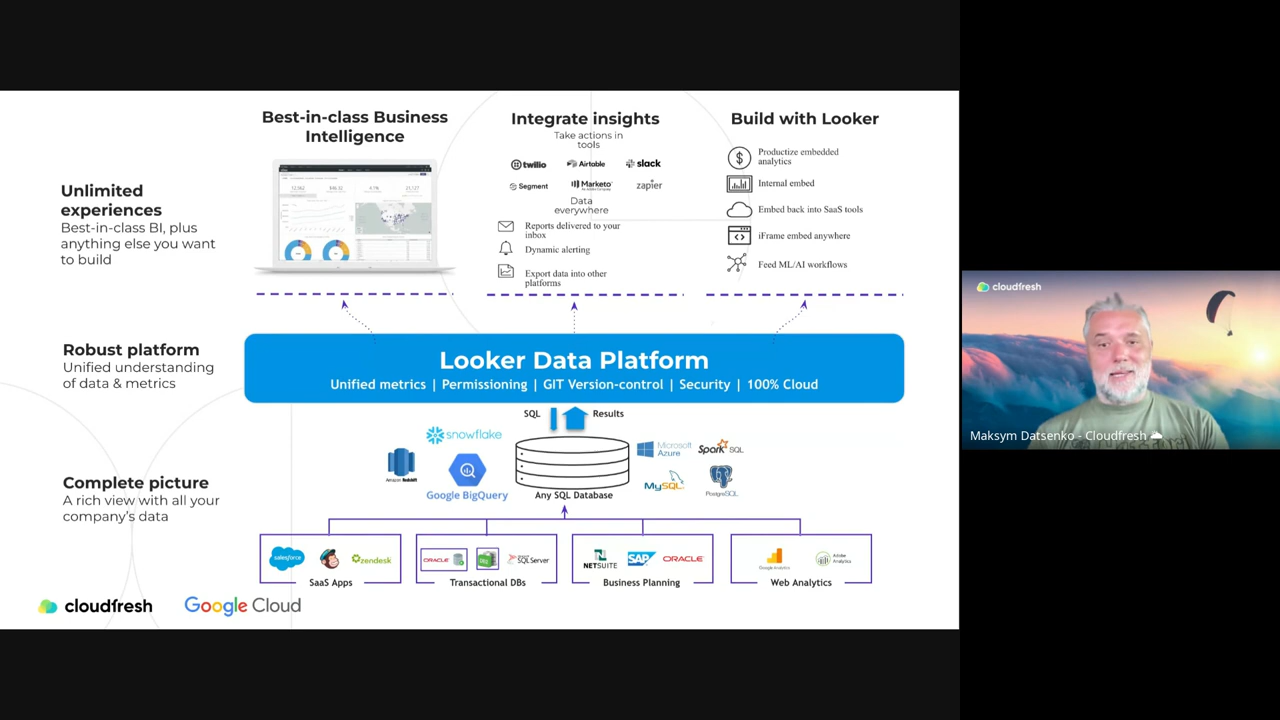 Best-in-class Business
Intelligence
Integrate insights
Take actions in
tools
twilio
Airtable
slack
Segment
Marketo
zapier
Data
everywhere
Reports delivered to your
inbox
Dynamic alerting
Export data into other
platforms
Build with Looker
Productize embedded
analytics
Internal embed
Embed back into SaaS tools
iFrame embed anywhere
Feed ML/AI workflows
Unlimited
experiences
Best-in-class BI, plus
anything else you want
to build
Robust platform
Unified understanding
of data & metrics
Looker Data Platform
Unified metrics | Permissioning | GIT Version-control | Security | 100% Cloud
SQL
Results
Complete picture
A rich view with all your
company's data
snowflake
Amazon Redshift
Google BigQuery
Any SQL Database
Microsoft
Azure
Spark SQL
MySQL
PostgreSQL
salesforce
zendesk
SaaS Apps
ORACLE
SQL Server
Transactional DBs
NETSUITE
SAP
ORACLE
Business Planning
Google Analytics
Adobe
Analytics
Web Analytics
cloudfresh
Google Cloud
cloudfresh
Maksym Datsenko - Cloudfresh